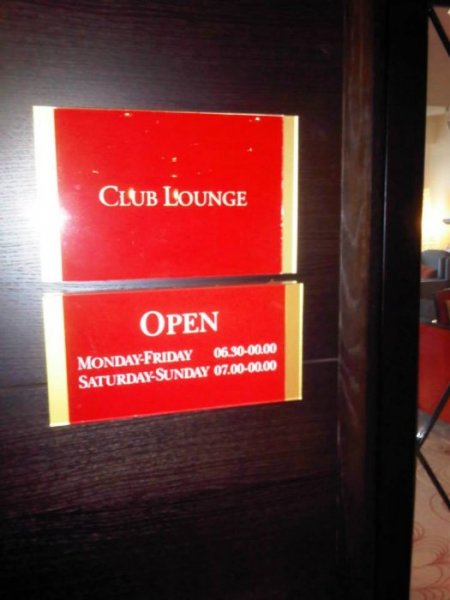 CLUB LOUNGE
OPEN
MONDAY-FRIDAY 06.30-00.00
SATURDAY-SUNDAY 07.00-00.00